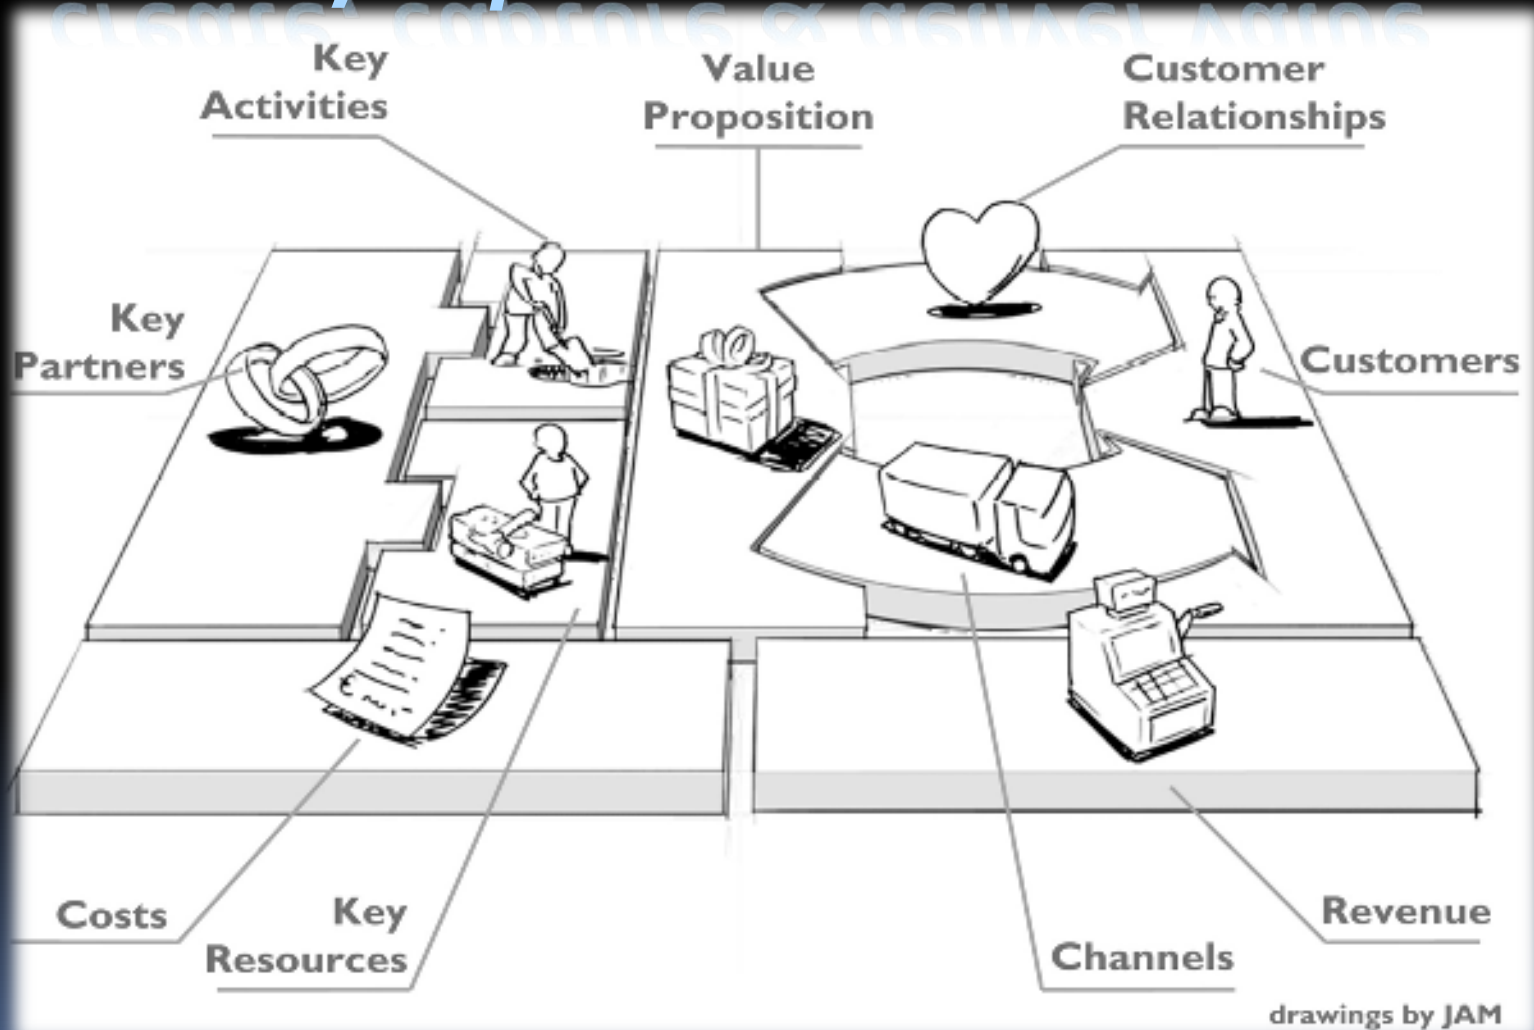 Key
Activities
Value
Proposition
Customer
Relationships
Key
Partners
Customers
Costs
Key
Resources
Channels
Revenue
drawings by JAM